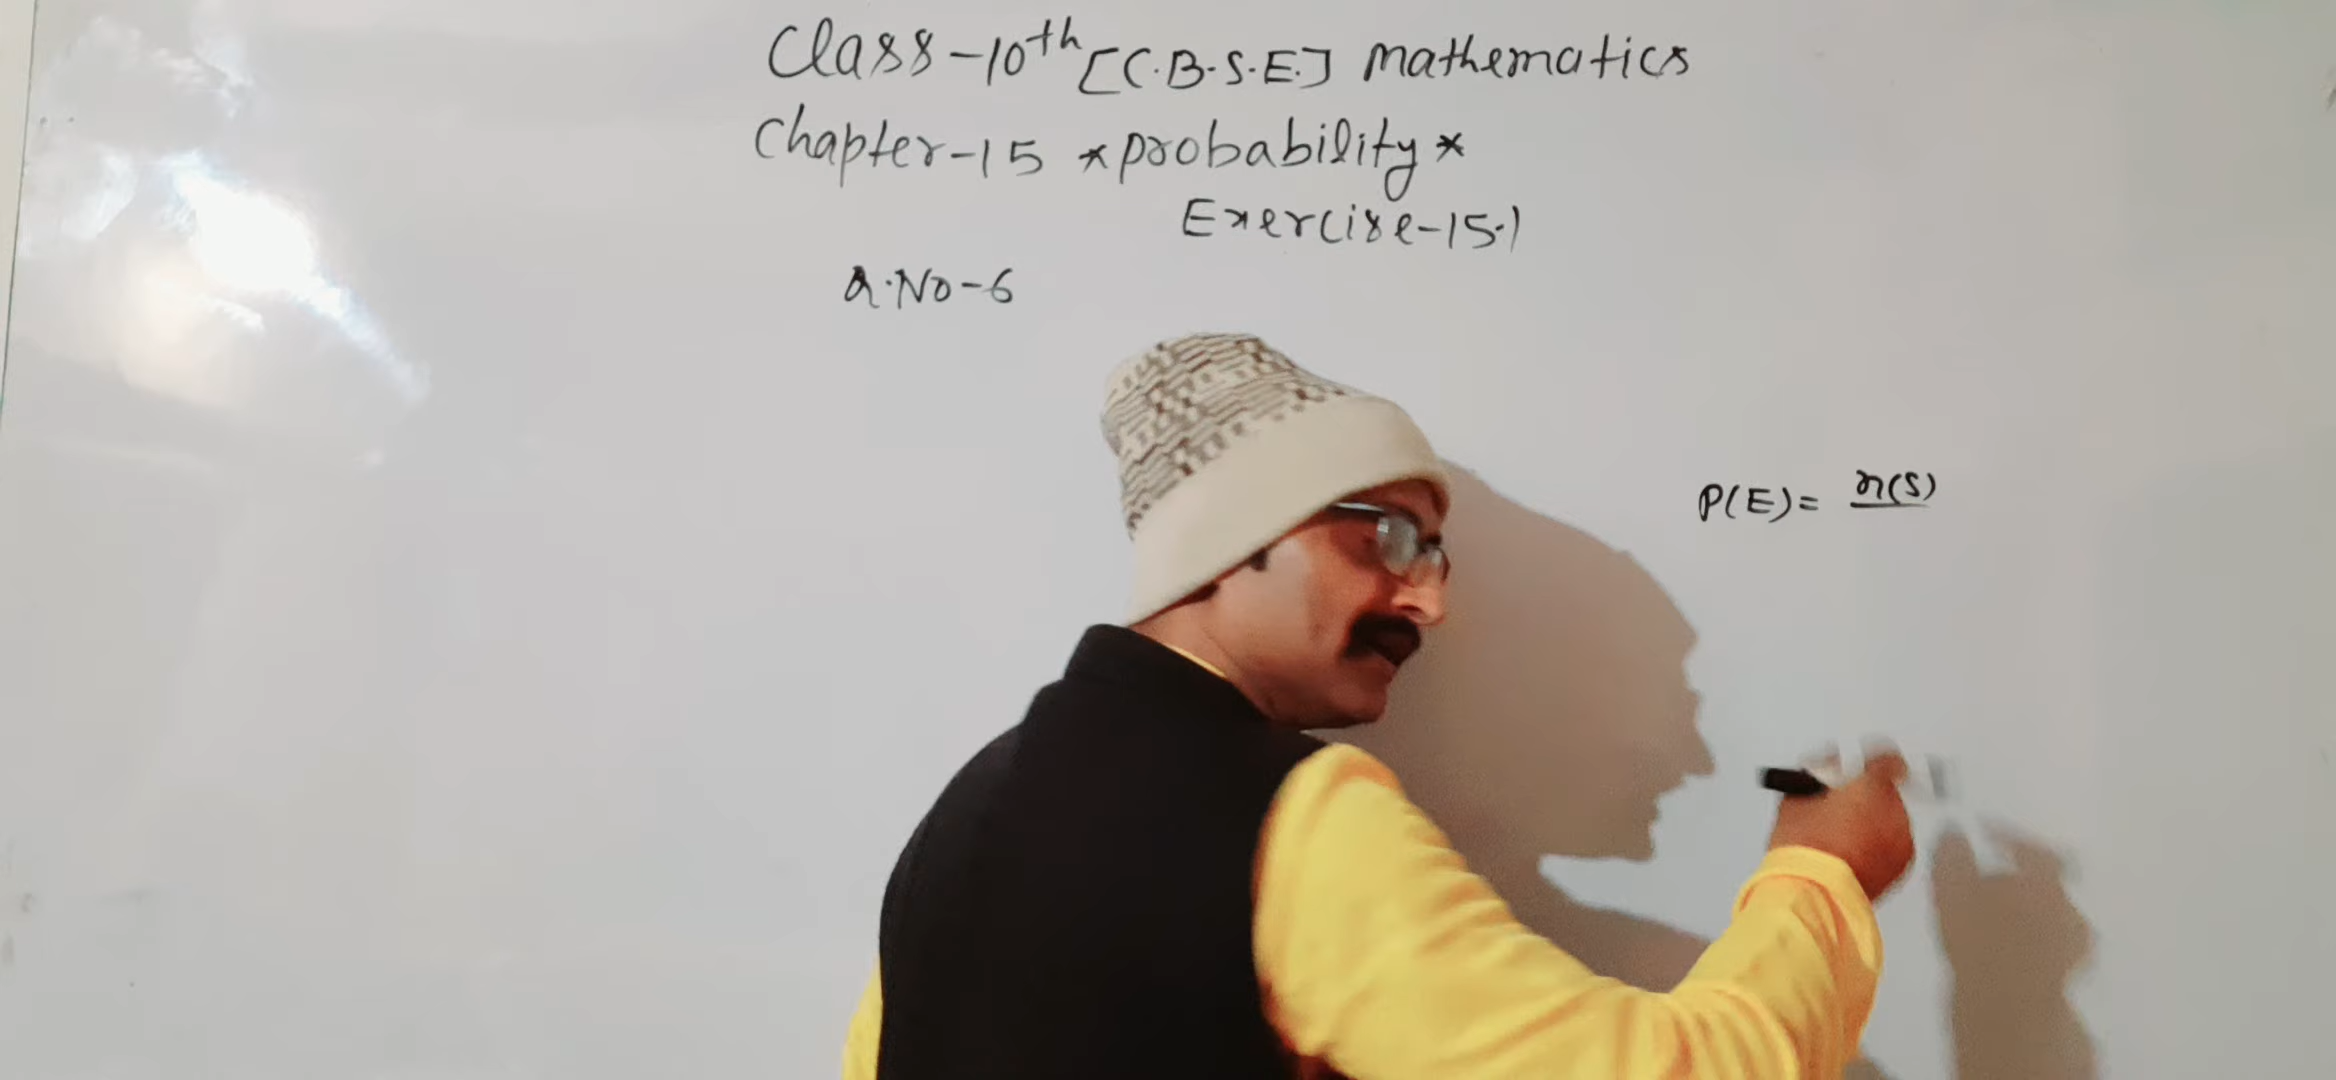 Class-10th [C.B.S.E.] Mathematics
Chapter-15 *probability*
Exercise-15.1
Q.No-6
P(E)= n(S)